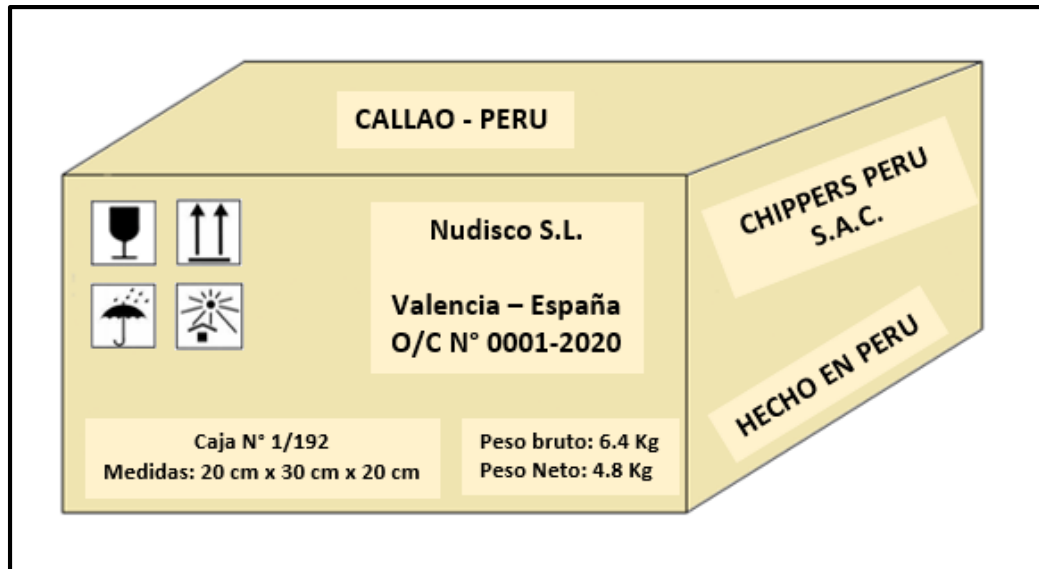 CALLAO - PERU
CHIPPERS PERU
S.A.C.
Nudisco S.L.
Valencia – España
O/C N° 0001-2020
HECHO EN PERU
Caja N° 1/192
Medidas: 20 cm x 30 cm x 20 cm
Peso bruto: 6.4 Kg
Peso Neto: 4.8 Kg